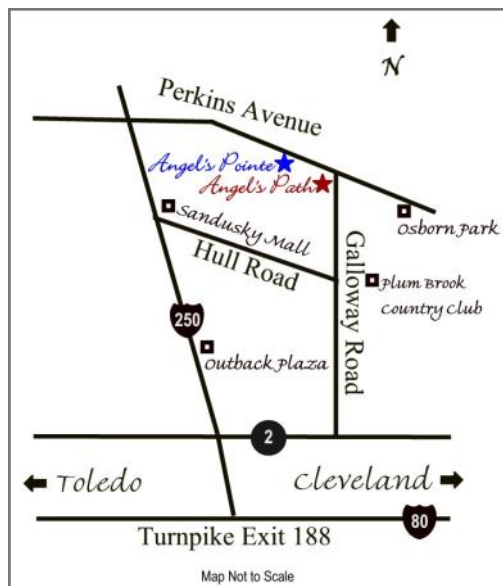 N
Perkins Avenue
Angel's Pointe
Angel's Path
Sandusky Mall
Osborn Park
Hull Road
Galloway Road
Plum Brook
Country Club
250
Outback Plaza
2
Toledo
Cleveland
80
Turnpike Exit 188
Map Not to Scale